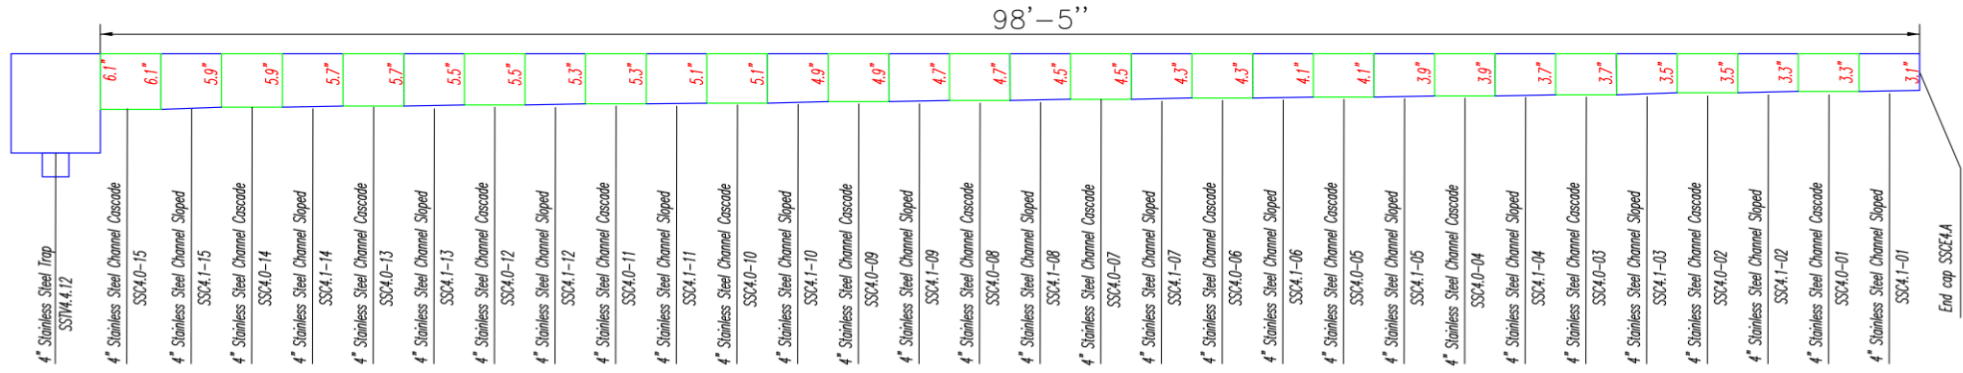 98'-5"
6.1"
6.1"
5.9"
5.9"
5.7"
5.7"
5.5"
5.5"
5.3"
5.3"
5.1"
5.1"
4.9"
4.9"
4.7"
4.7"
4.5"
4.5"
4.3"
4.3"
4.1"
4.1"
3.9"
3.9"
3.7"
3.7"
3.5"
3.5"
3.3"
3.3"
3.1"
4" Stainless Steel Trap
SSTV4.4.12
4" Stainless Steel Channel Cascade
SSC4.0-15
4" Stainless Steel Channel Sloped
SSC4.1-15
4" Stainless Steel Channel Cascade
SSC4.0-14
4" Stainless Steel Channel Sloped
SSC4.1-14
4" Stainless Steel Channel Cascade
SSC4.0-13
4" Stainless Steel Channel Sloped
SSC4.1-13
4" Stainless Steel Channel Cascade
SSC4.0-12
4" Stainless Steel Channel Sloped
SSC4.1-12
4" Stainless Steel Channel Cascade
SSC4.0-11
4" Stainless Steel Channel Sloped
SSC4.1-11
4" Stainless Steel Channel Cascade
SSC4.0-10
4" Stainless Steel Channel Sloped
SSC4.1-10
4" Stainless Steel Channel Cascade
SSC4.0-09
4" Stainless Steel Channel Sloped
SSC4.1-09
4" Stainless Steel Channel Cascade
SSC4.0-08
4" Stainless Steel Channel Sloped
SSC4.1-08
4" Stainless Steel Channel Cascade
SSC4.0-07
4" Stainless Steel Channel Sloped
SSC4.1-07
4" Stainless Steel Channel Cascade
SSC4.0-06
4" Stainless Steel Channel Sloped
SSC4.1-06
4" Stainless Steel Channel Cascade
SSC4.0-05
4" Stainless Steel Channel Sloped
SSC4.1-05
4" Stainless Steel Channel Cascade
SSC4.0-04
4" Stainless Steel Channel Sloped
SSC4.1-04
4" Stainless Steel Channel Cascade
SSC4.0-03
4" Stainless Steel Channel Sloped
SSC4.1-03
4" Stainless Steel Channel Cascade
SSC4.0-02
4" Stainless Steel Channel Sloped
SSC4.1-02
4" Stainless Steel Channel Cascade
SSC4.0-01
4" Stainless Steel Channel Sloped
SSC4.1-01
End cap SSCE4.A